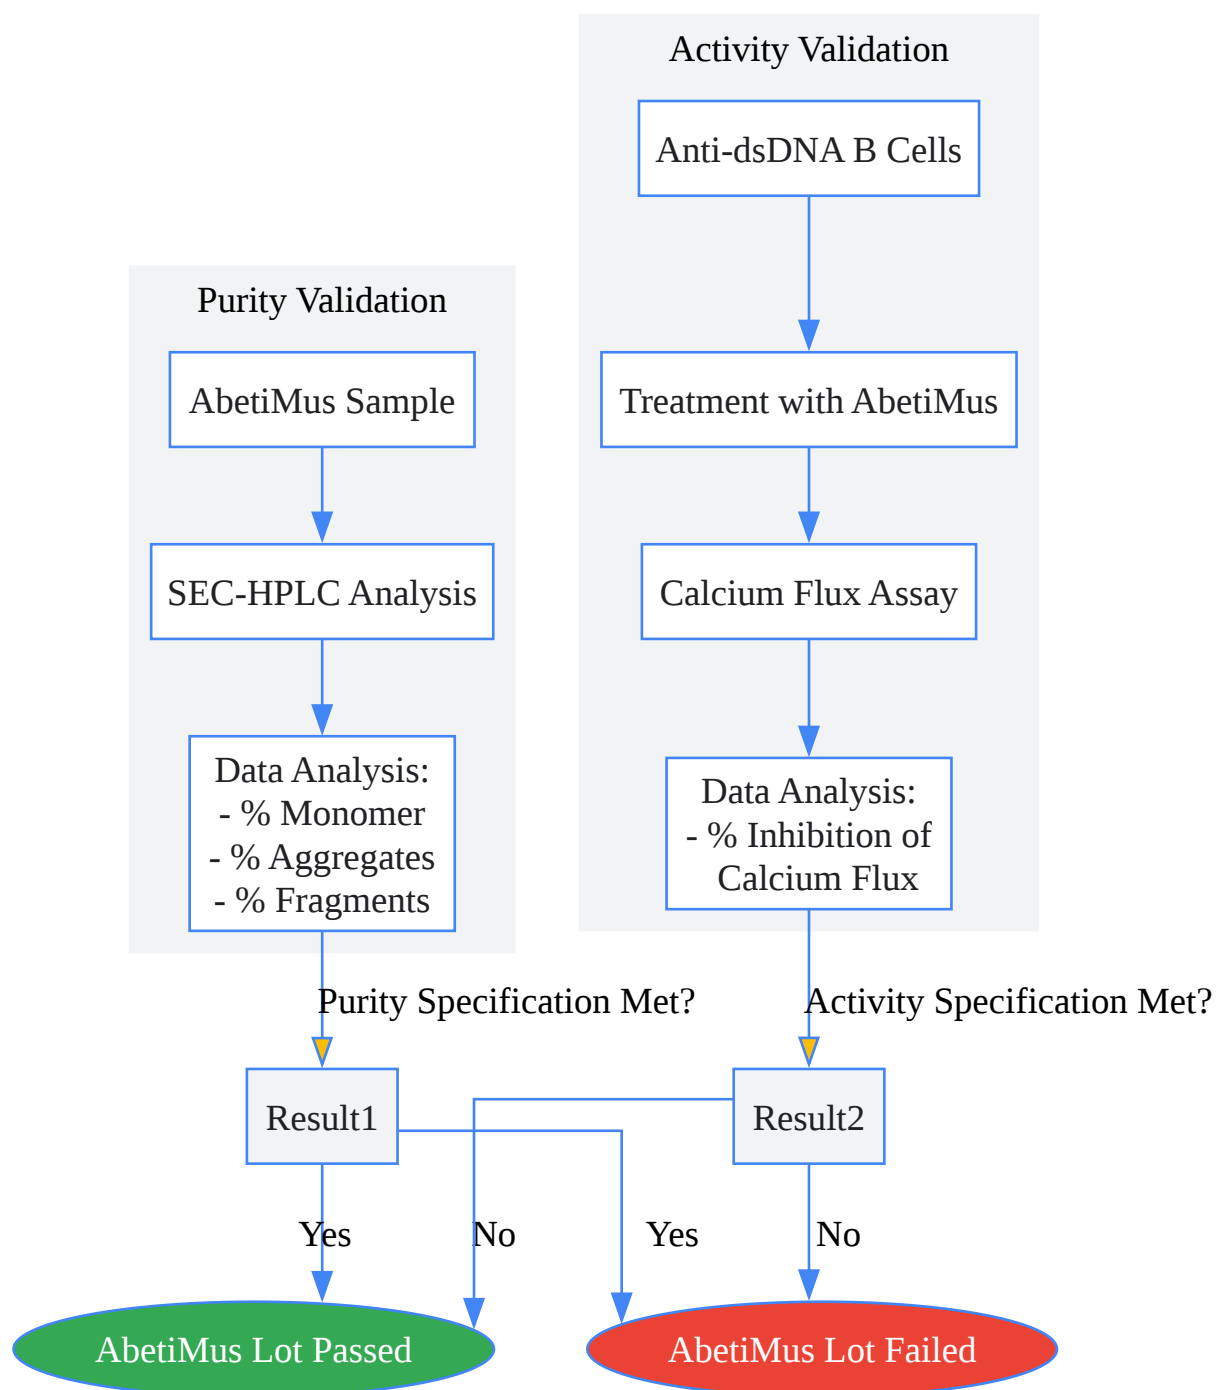 Activity Validation
Anti-dsDNA B Cells
Purity Validation
AbetiMus Sample
Treatment with AbetiMus
SEC-HPLC Analysis
Calcium Flux Assay
Data Analysis:
- % Monomer
- % Aggregates
- % Fragments
Data Analysis:
- % Inhibition of
Calcium Flux
Purity Specification Met?
Activity Specification Met?
Result1
Result2
Yes
No
Yes
No
AbetiMus Lot Passed
AbetiMus Lot Failed